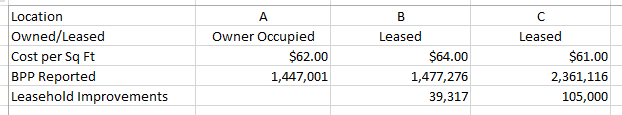 Location A B C
Owned/Leased Owner Occupied Leased Leased
Cost per Sq Ft $62.00 $64.00 $61.00
BPP Reported 1,447,001 1,477,276 2,361,116
Leasehold Improvements 39,317 105,000